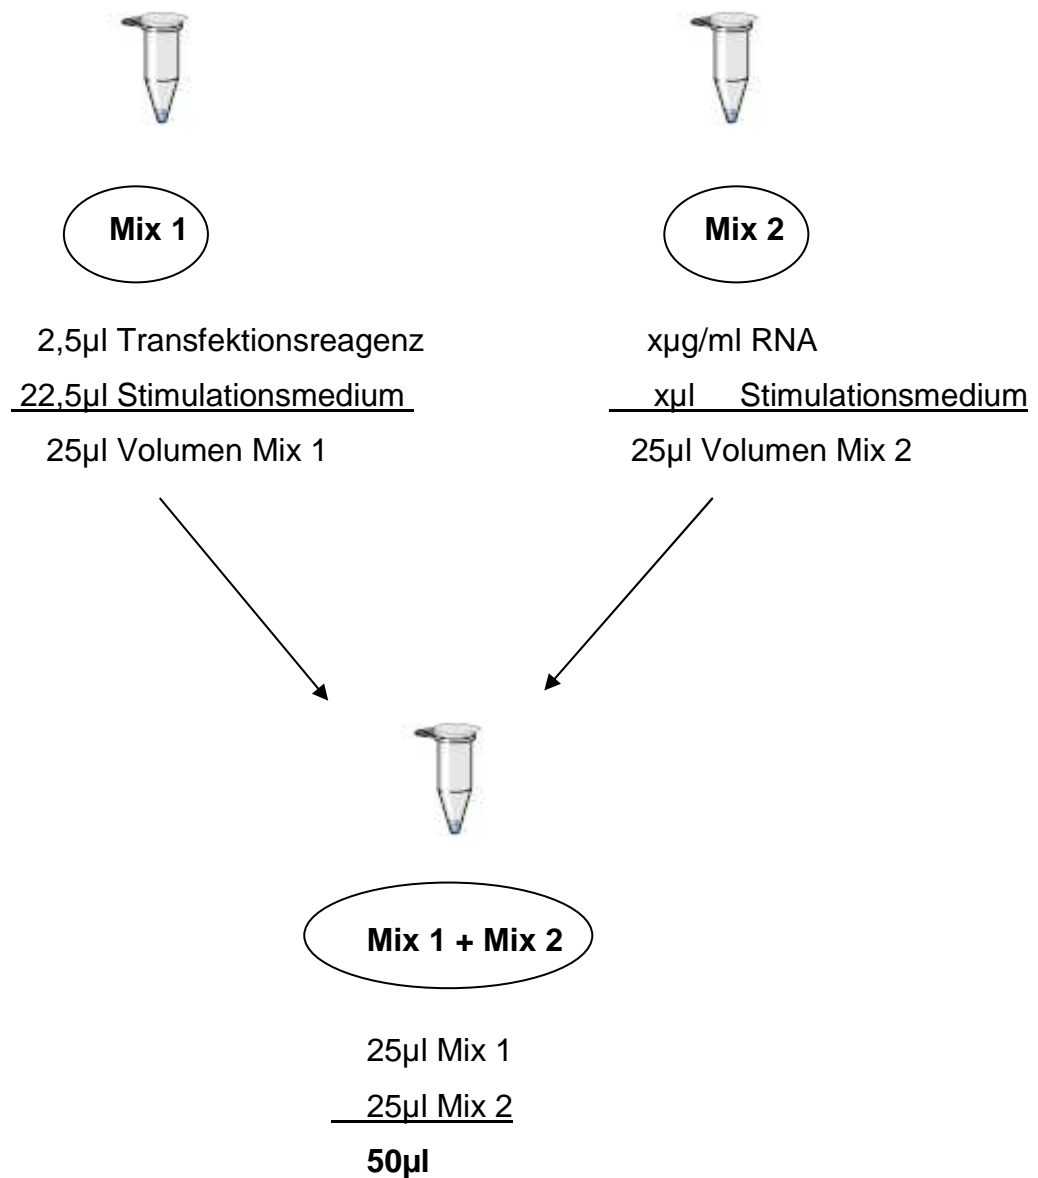 Mix 1
2,5µl Transfektionsreagenz
22,5µl Stimulationsmedium
25µl Volumen Mix 1
Mix 2
xµg/ml RNA
xµl Stimulationsmedium
25µl Volumen Mix 2
Mix 1 + Mix 2
25µl Mix 1
25µl Mix 2
50µl